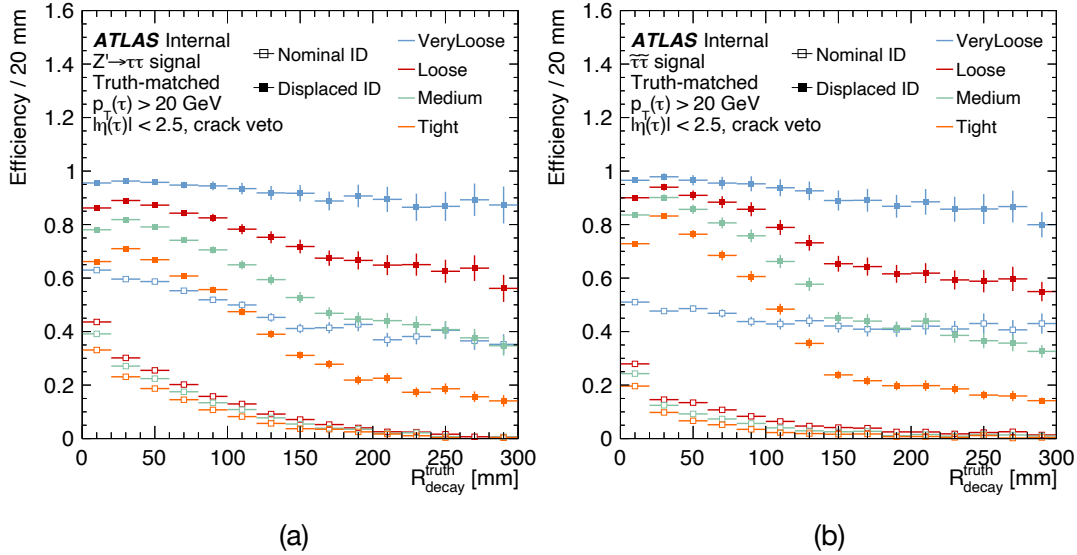 Efficiency / 20 mm
1.6
1.4
1.2
1
0.8
0.6
0.4
0.2
0
ATLAS Internal
Z'→ττ signal
Truth-matched
p_T(τ) > 20 GeV
|η(τ)| < 2.5, crack veto
Nominal ID
Displaced ID
VeryLoose
Loose
Medium
Tight
0 50 100 150 200 250 300
R^truth_decay [mm]
(a)
Efficiency / 20 mm
1.6
1.4
1.2
1
0.8
0.6
0.4
0.2
0
ATLAS Internal
τ̃τ̃ signal
Truth-matched
p_T(τ) > 20 GeV
|η(τ)| < 2.5, crack veto
Nominal ID
Displaced ID
VeryLoose
Loose
Medium
Tight
0 50 100 150 200 250 300
R^truth_decay [mm]
(b)